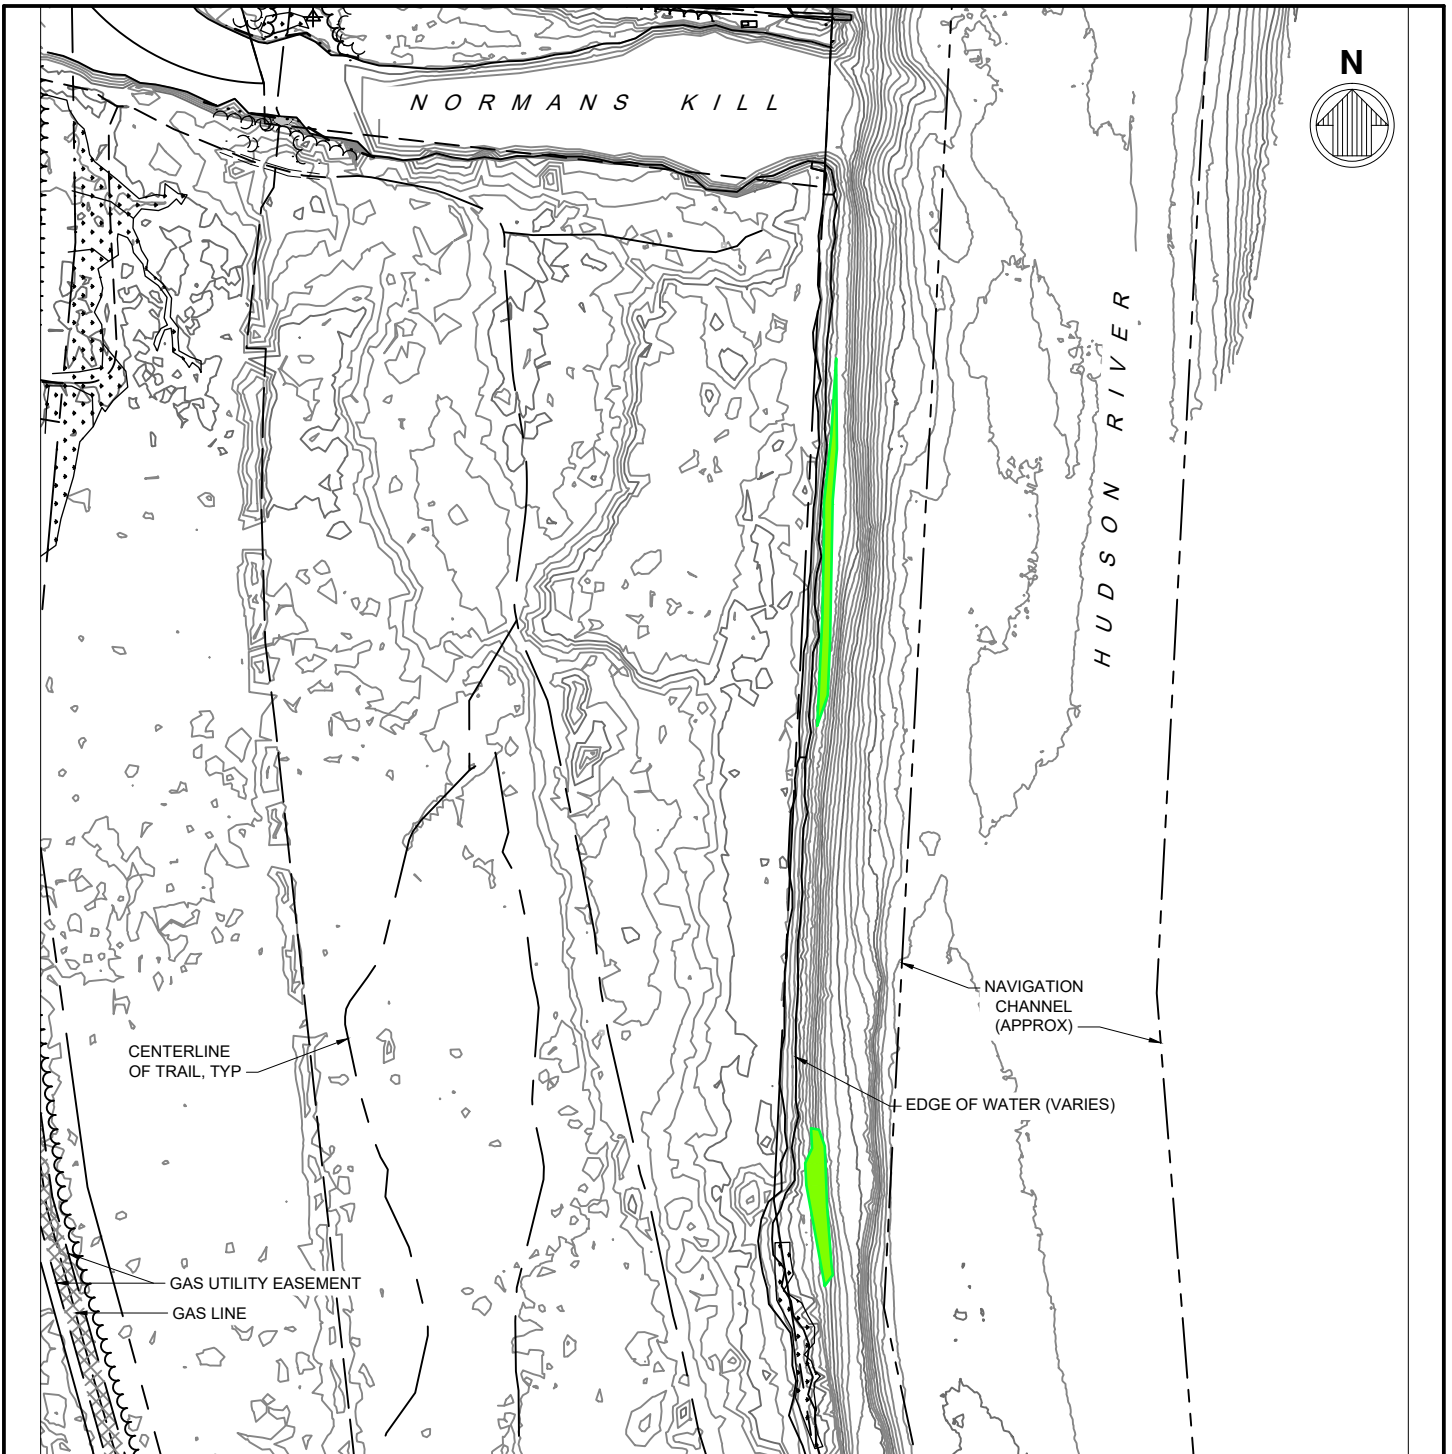 N
NORMANS KILL
HUDSON RIVER
NAVIGATION
CHANNEL
(APPROX)
CENTERLINE
OF TRAIL, TYP
EDGE OF WATER (VARIES)
GAS UTILITY EASEMENT
GAS LINE